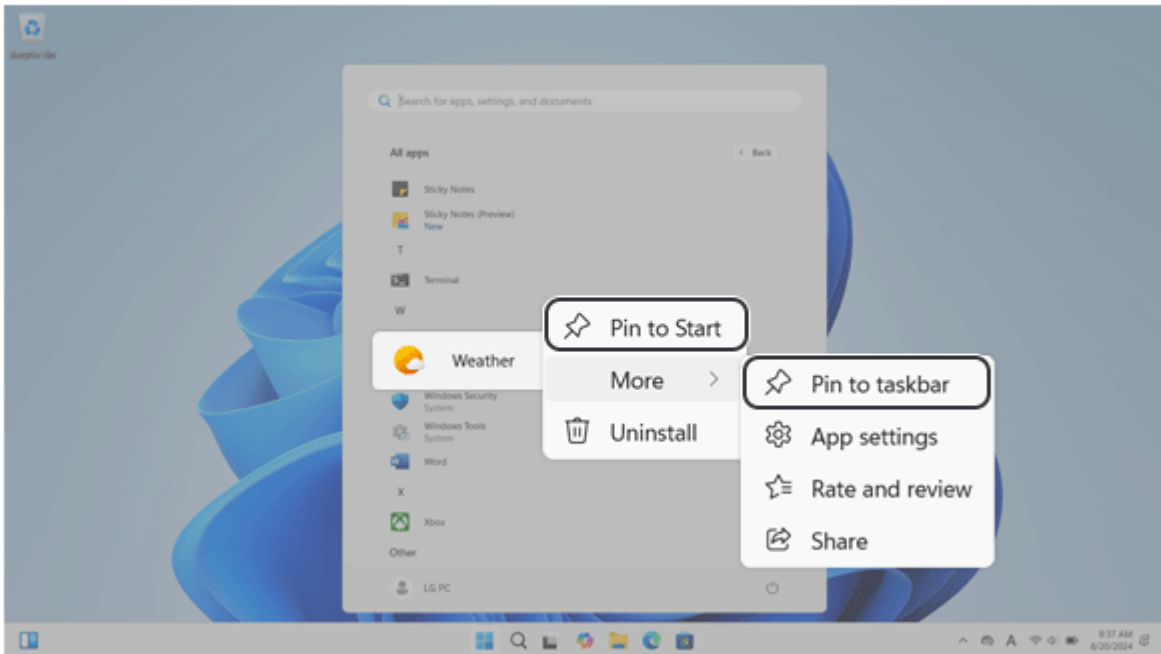 Search for apps, settings, and documents
All apps
Back
Sticky Notes
Sticky Notes (Preview)
New
T
Terminal
W
Pin to Start
Weather
More
Pin to taskbar
Windows Security
System
Uninstall
App settings
Windows Tools
System
Word
Rate and review
X
Xbox
Share
Other
LG PC
A
8:37 AM
8/20/2024